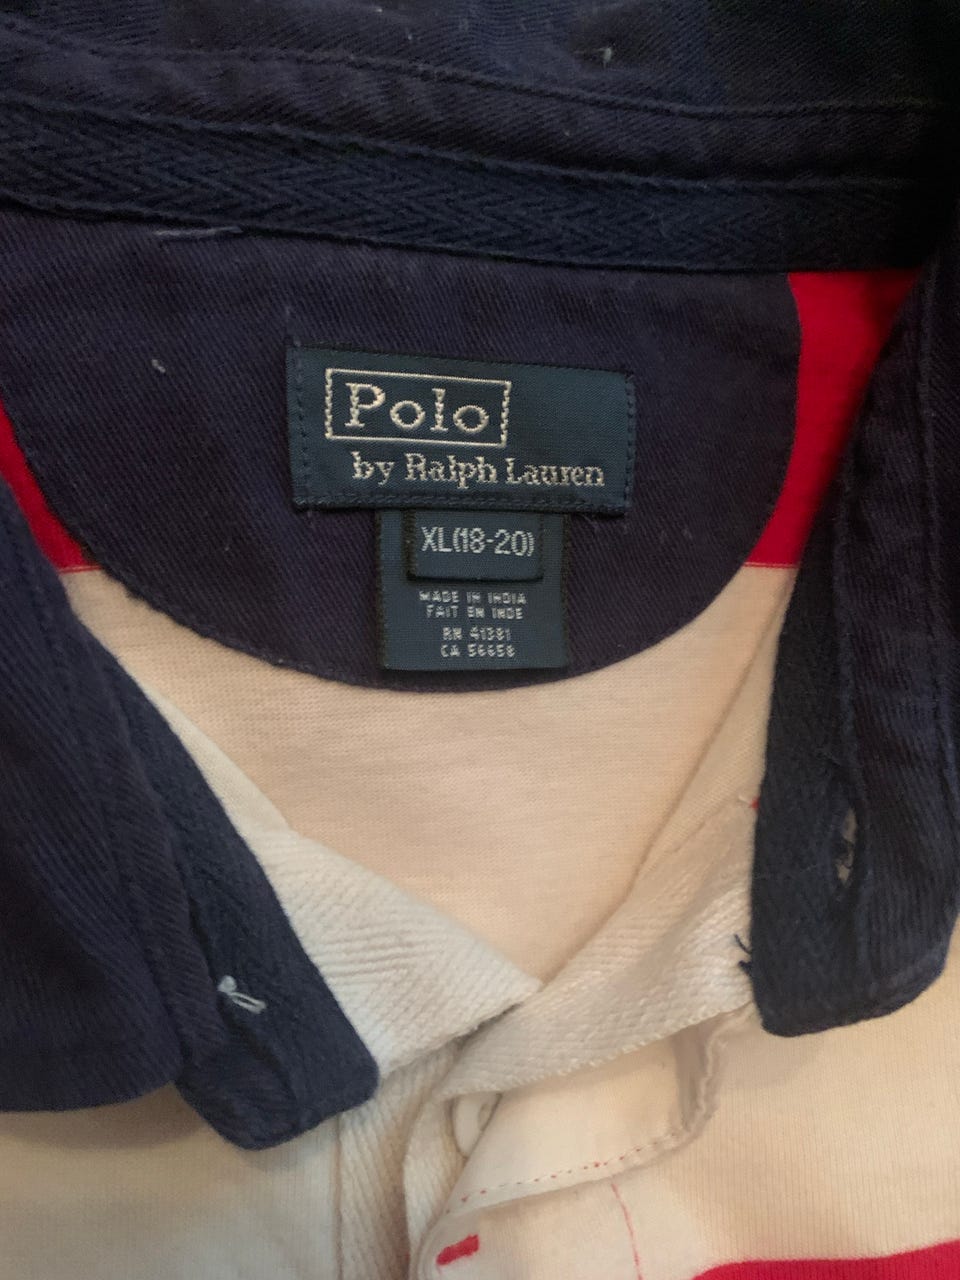 Polo
by Ralph Lauren
XL(18-20)
MADE IN INDIA
FAIT EN INDE
RN 41381
CA 56658